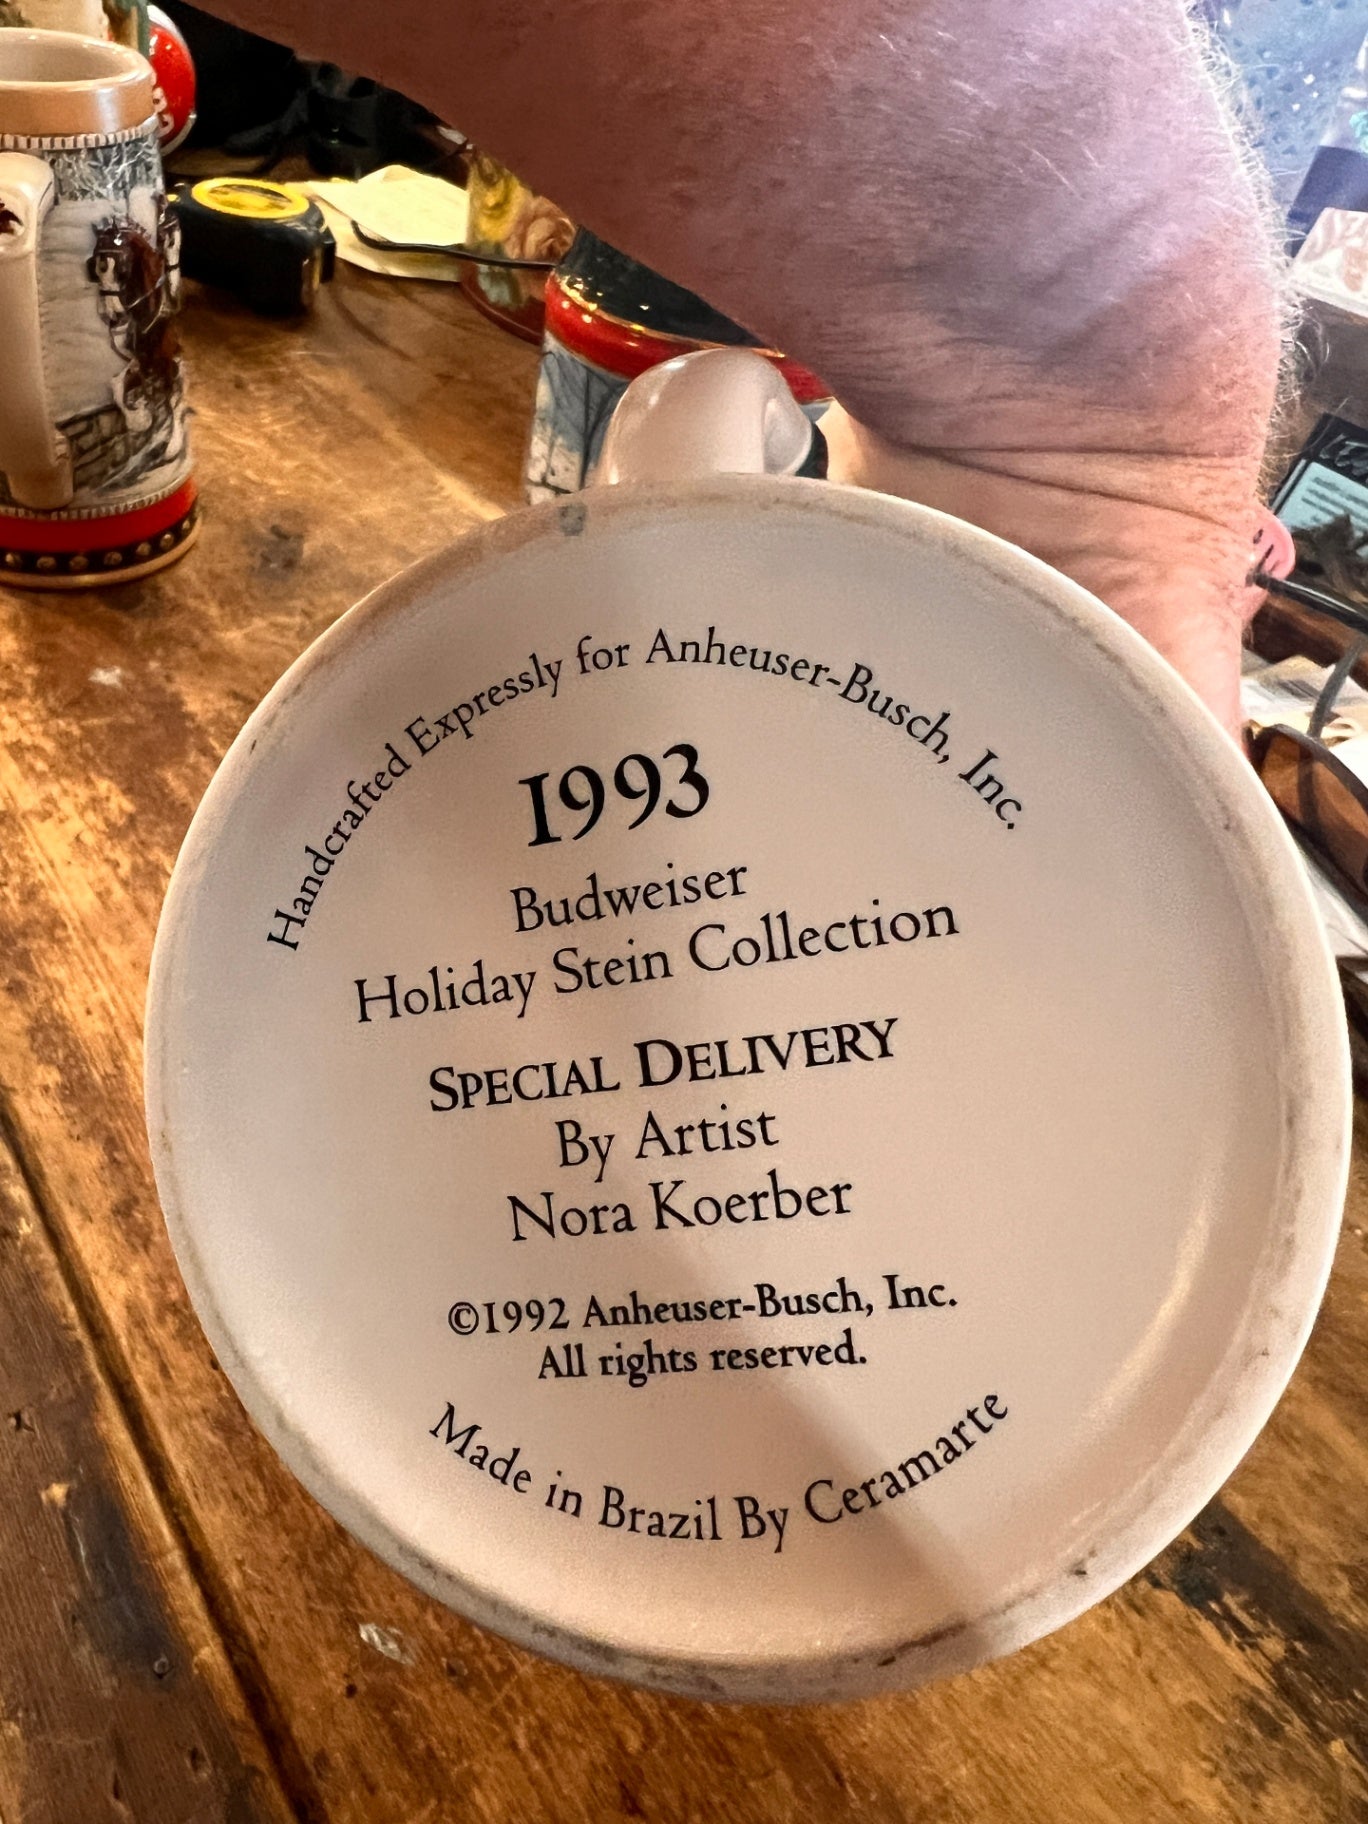 Handcrafted Expressly for Anheuser-Busch, Inc.
1993
Budweiser
Holiday Stein Collection
SPECIAL DELIVERY
By Artist
Nora Koerber
©1992 Anheuser-Busch, Inc.
All rights reserved.
Made in Brazil By Ceramarte